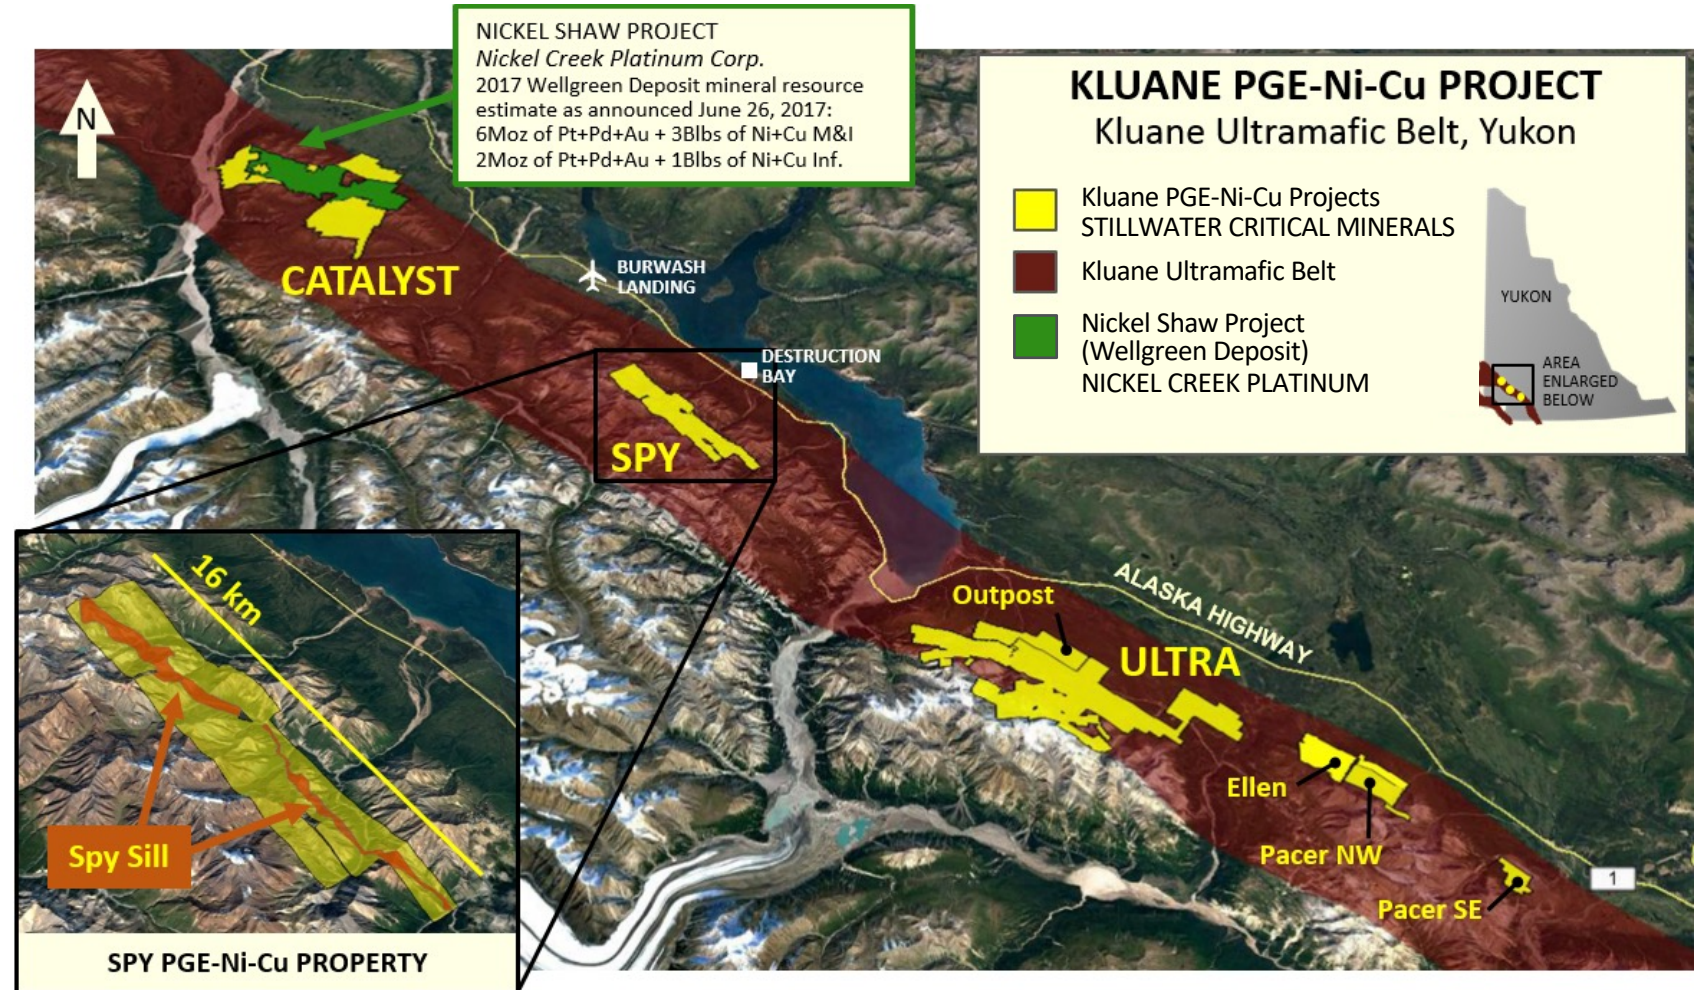 NICKEL SHAW PROJECT
Nickel Creek Platinum Corp.
2017 Wellgreen Deposit mineral resource
estimate as announced June 26, 2017:
6Moz of Pt+Pd+Au + 3Blbs of Ni+Cu M&I
2Moz of Pt+Pd+Au + 1Blbs of Ni+Cu Inf.
KLUANE PGE-Ni-Cu PROJECT
Kluane Ultramafic Belt, Yukon
Kluane PGE-Ni-Cu Projects
STILLWATER CRITICAL MINERALS
Kluane Ultramafic Belt
Nickel Shaw Project
(Wellgreen Deposit)
NICKEL CREEK PLATINUM
YUKON
AREA
ENLARGED
BELOW
N
CATALYST
BURWASH
LANDING
DESTRUCTION
BAY
SPY
Outpost
ALASKA HIGHWAY
ULTRA
Ellen
Pacer NW
Pacer SE
1
16 km
Spy Sill
SPY PGE-Ni-Cu PROPERTY